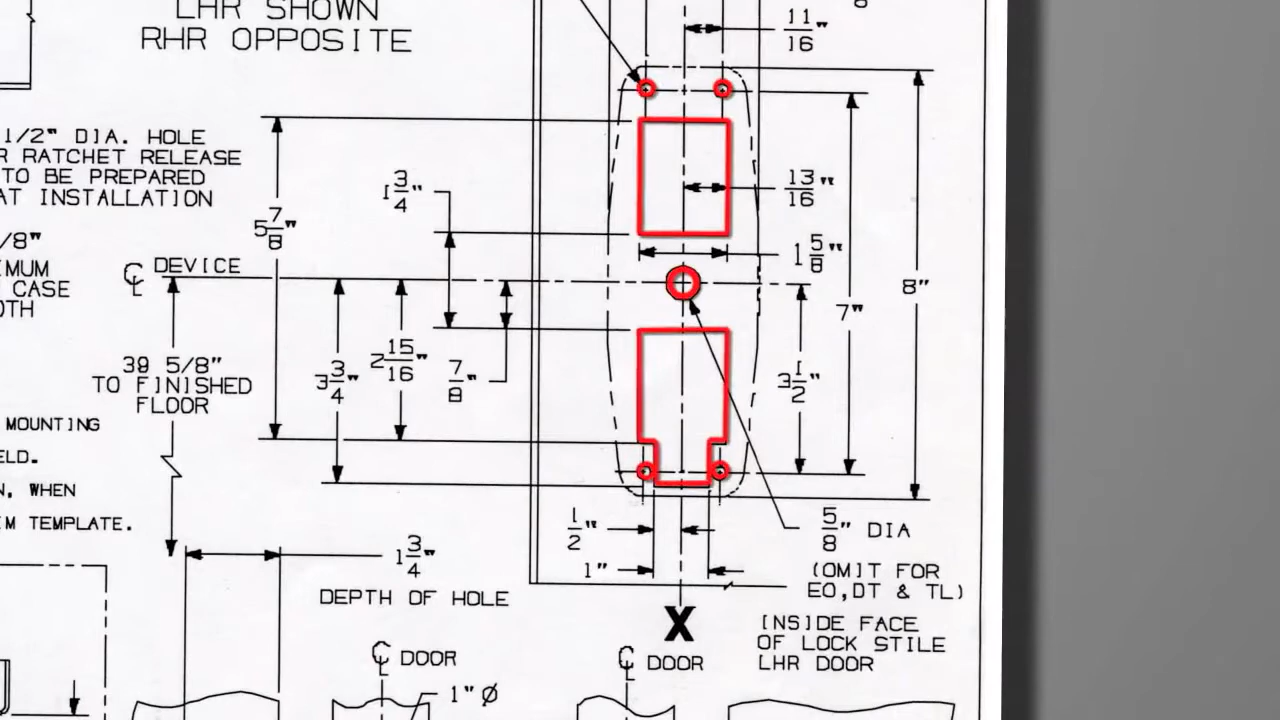 LHR SHOWN
RHR OPPOSITE
11/16"
1/2" DIA. HOLE
RATCHET RELEASE
TO BE PREPARED
AT INSTALLATION
1 3/4"
13/16"
5 7/8"
/8"
1 5/8"
CL DEVICE
CASE
8"
7"
2 15/16"
39 5/8"
TO FINISHED
FLOOR
3 3/4"
7/8"
3 1/2"
MOUNTING
WHEN
TEMPLATE.
1/2"
5/8" DIA
1 3/4"
1"
(OMIT FOR
EO,DT & TL)
DEPTH OF HOLE
X
INSIDE FACE
OF LOCK STILE
LHR DOOR
CL DOOR
CL DOOR
1" Ø